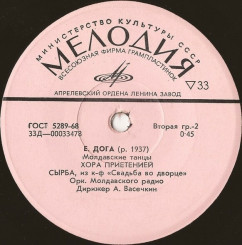 МИНИСТЕРСТВО КУЛЬТУРЫ СССР
МЕЛОДИЯ
ВСЕСОЮЗНАЯ ФИРМА ГРАМПЛАСТИНОК
▽33
АПРЕЛЕВСКИЙ ОРДЕНА ЛЕНИНА ЗАВОД
ГОСТ 5289-68
Вторая гр.-2
33Д—00033478
0:45
Е. ДОГА (р. 1937)
Молдавские танцы
ХОРА ПРИЕТЕНИЕЙ
СЫРБА, из к-ф «Свадьба во дворце»
Орк. Молдавского радио
Дирижер А. Васечкин